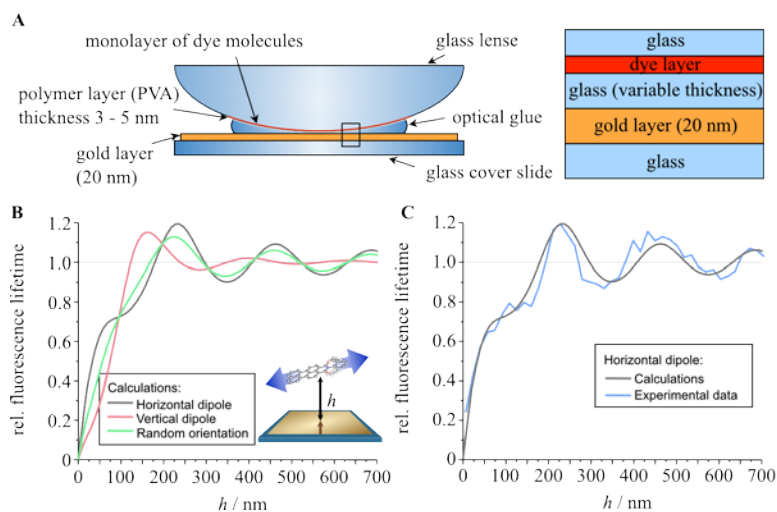 A
monolayer of dye molecules
glass lense
polymer layer (PVA)
thickness 3 - 5 nm
optical glue
gold layer
(20 nm)
glass cover slide
glass
dye layer
glass (variable thickness)
gold layer (20 nm)
glass
B
rel. fluorescence lifetime
1.2
1.0
0.8
0.6
0.4
0.2
0
Calculations:
Horizontal dipole
Vertical dipole
Random orientation
h
0 100 200 300 400 500 600 700
h / nm
C
rel. fluorescence lifetime
1.2
1.0
0.8
0.6
0.4
0.2
0
Horizontal dipole:
Calculations
Experimental data
0 100 200 300 400 500 600 700
h / nm